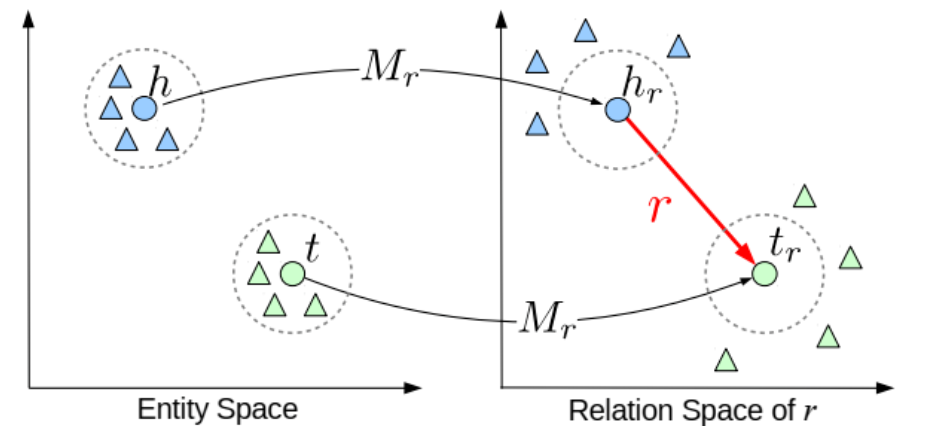 h
M_r
h_r
r
t
t_r
M_r
Entity Space
Relation Space of r